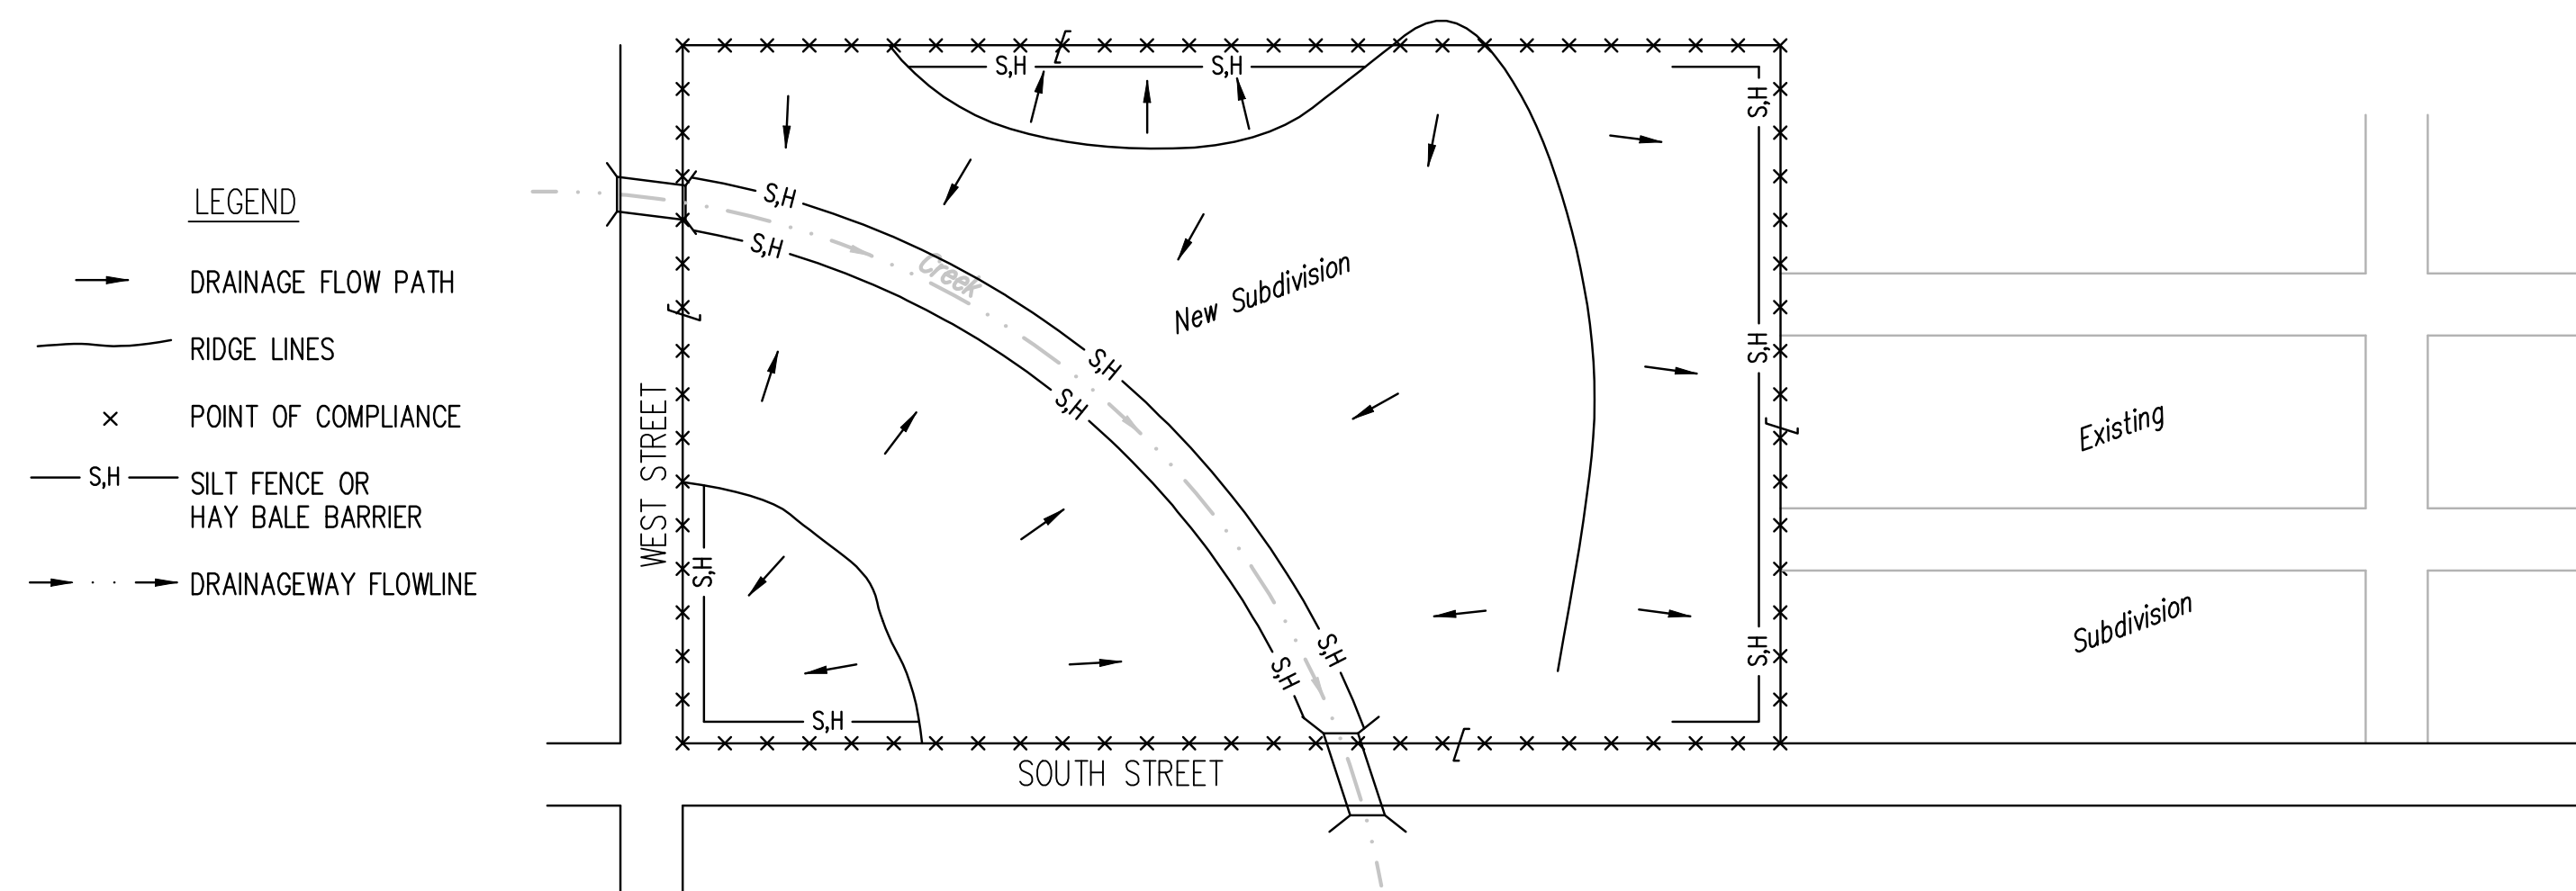 LEGEND
DRAINAGE FLOW PATH
RIDGE LINES
POINT OF COMPLIANCE
S,H
SILT FENCE OR
HAY BALE BARRIER
DRAINAGEWAY FLOWLINE
S,H
S,H
S,H
S,H
S,H
Creek
New Subdivision
S,H
S,H
S,H
WEST STREET
Existing
S,H
S,H
S,H
S,H
S,H
Subdivision
S,H
SOUTH STREET